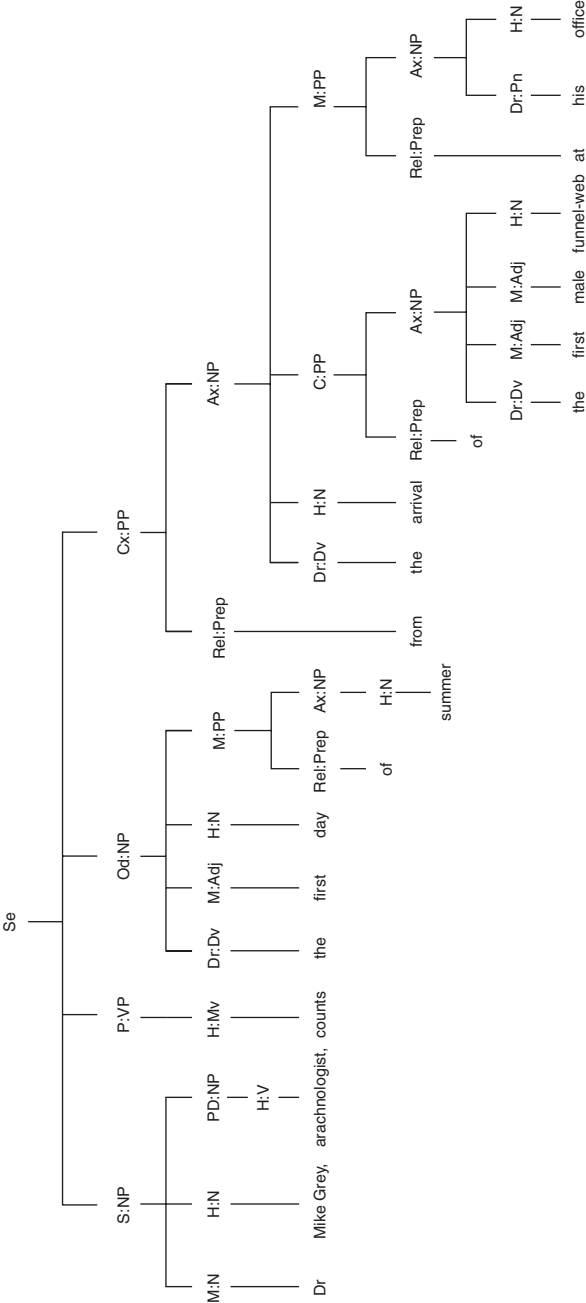 Se
S:NP P:VP Od:NP Cx:PP
M:N H:N PD:NP H:Mv Dr:Dv M:Adj H:N M:PP Rel:Prep Ax:NP
H:V
Dr Mike Grey, arachnologist, counts the first day Rel:Prep Ax:NP Dr:Dv H:N C:PP M:PP
of H:N
from the arrival Rel:Prep Ax:NP Rel:Prep Ax:NP
summer
of
Dr:Dv M:Adj M:Adj H:N Dr:Pn H:N
the first male funnel-web at his office